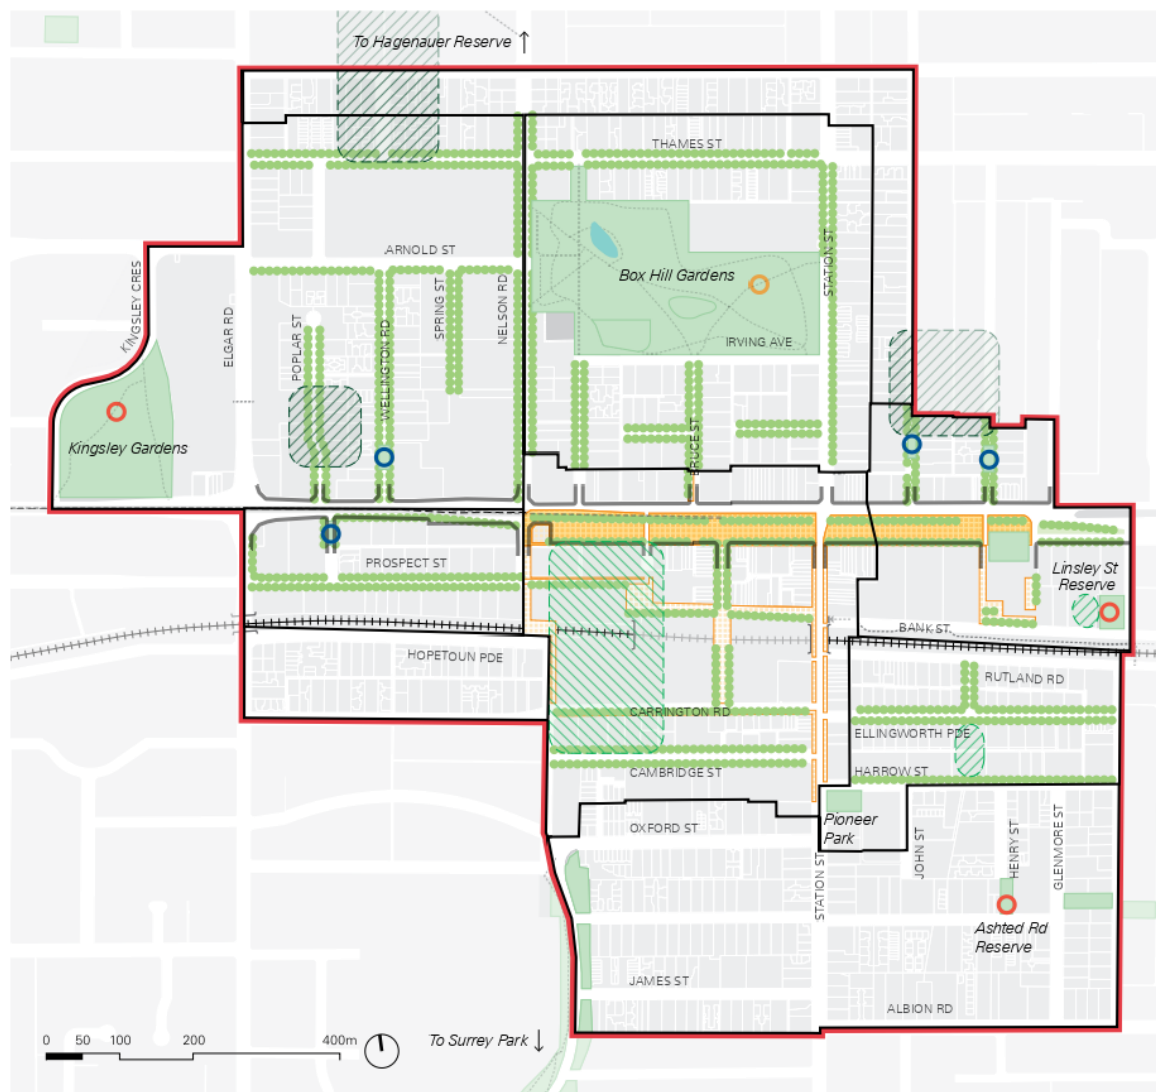 To Hagenauer Reserve ↑
THAMES ST
ARNOLD ST
KINGSLEY CRES
ELGAR RD
POPLAR ST
WELLINGTON RD
SPRING ST
NELSON RD
STATION ST
Box Hill Gardens
IRVING AVE
BRUCE ST
Kingsley Gardens
PROSPECT ST
Linsley St
Reserve
BANK ST
HOPETOUN PDE
RUTLAND RD
CARRINGTON RD
ELLINGWORTH PDE
CAMBRIDGE ST
HARROW ST
OXFORD ST
Pioneer
Park
STATION ST
JOHN ST
HENRY ST
GLENMORE ST
Ashted Rd
Reserve
JAMES ST
ALBION RD
0 50 100 200 400m
To Surrey Park ↓